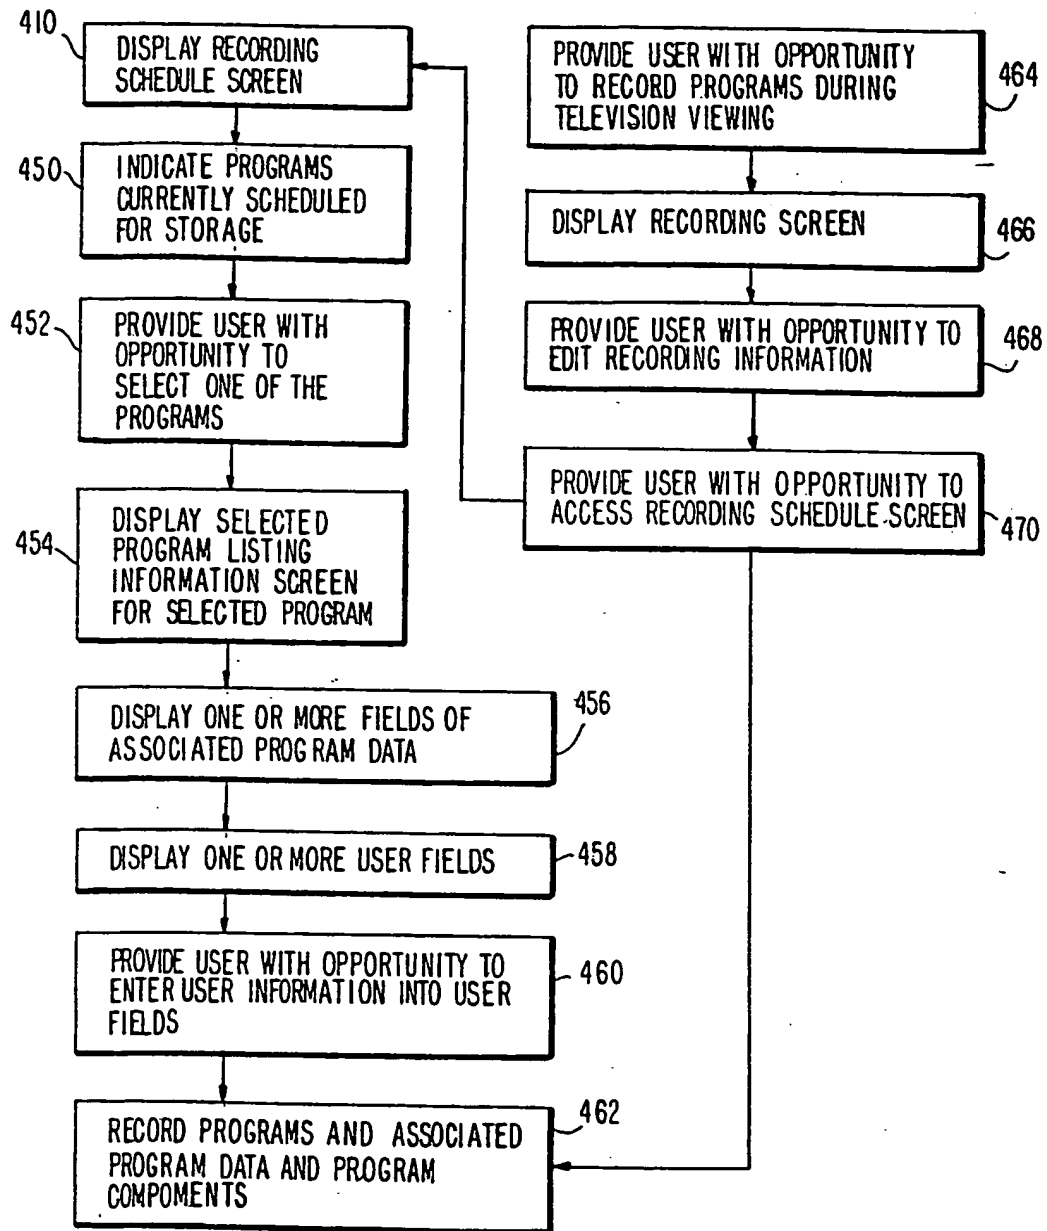 410
DISPLAY RECORDING
SCHEDULE SCREEN
450
INDICATE PROGRAMS
CURRENTLY SCHEDULED
FOR STORAGE
452
PROVIDE USER WITH
OPPORTUNITY TO
SELECT ONE OF THE
PROGRAMS
454
DISPLAY SELECTED
PROGRAM LISTING
INFORMATION SCREEN
FOR SELECTED PROGRAM
DISPLAY ONE OR MORE FIELDS OF
ASSOCIATED PROGRAM DATA
456
DISPLAY ONE OR MORE USER FIELDS
458
PROVIDE USER WITH OPPORTUNITY TO
ENTER USER INFORMATION INTO USER
FIELDS
460
RECORD PROGRAMS AND ASSOCIATED
PROGRAM DATA AND PROGRAM
COMPOMENTS
462
PROVIDE USER WITH OPPORTUNITY
TO RECORD PROGRAMS DURING
TELEVISION VIEWING
464
DISPLAY RECORDING SCREEN
466
PROVIDE USER WITH OPPORTUNITY TO
EDIT RECORDING INFORMATION
468
PROVIDE USER WITH OPPORTUNITY TO
ACCESS RECORDING SCHEDULE SCREEN
470